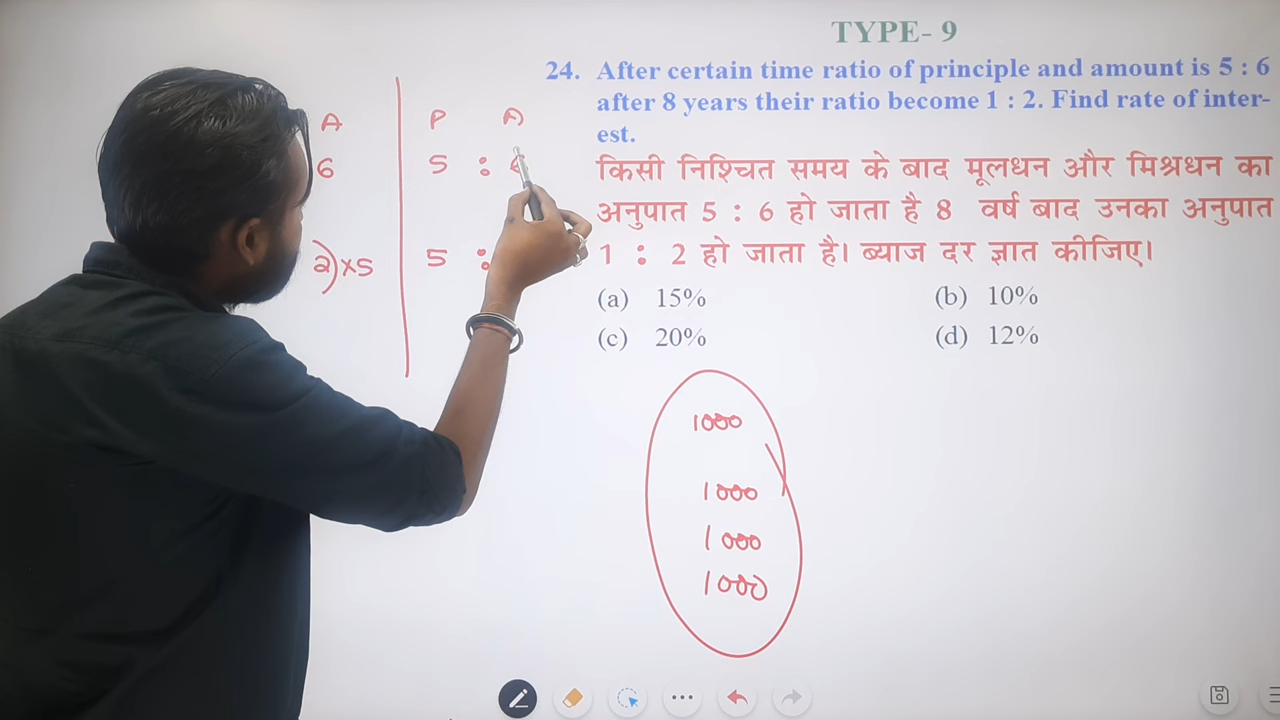 TYPE- 9
24. After certain time ratio of principle and amount is 5 : 6
after 8 years their ratio become 1 : 2. Find rate of inter-
est.
किसी निश्चित समय के बाद मूलधन और मिश्रधन का
अनुपात 5 : 6 हो जाता है 8 वर्ष बाद उनका अनुपात
1 : 2 हो जाता है। ब्याज दर ज्ञात कीजिए।
(a) 15% (b) 10%
(c) 20% (d) 12%
A P A
6 5 :
2)×5 5 :
1000
1000
1000
1000